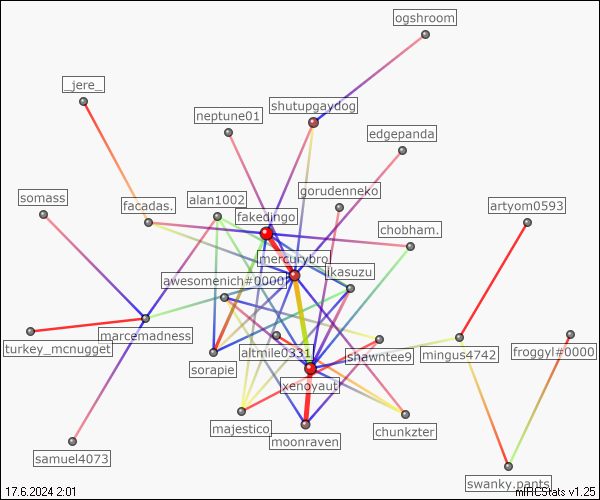 ogshroom
_jere_
shutupgaydog
neptune01
edgepanda
gorudenneko
somass
alan1002
facadas.
artyom0593
fakedingo
chobham.
mercurybro
likasuzu
awesomenich#0000
marcemadness
turkey_mcnugget
altmile0331
shawntee9
mingus4742
froggyl#0000
sorapie
xenoyaut
majestico
chunkzter
moonraven
samuel4073
swanky.pants
17.6.2024 2:01
mIRCStats v1.25